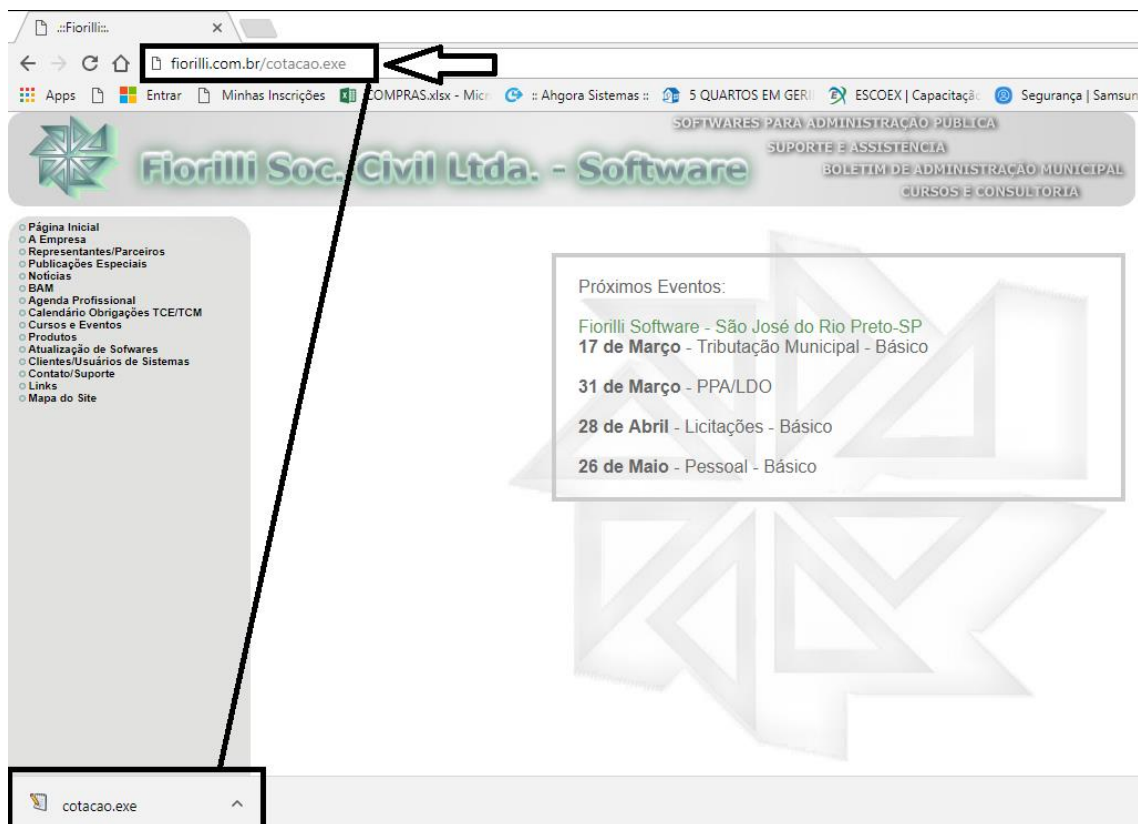 .::Fiorilli::.
fiorilli.com.br/cotacao.exe
Apps Entrar Minhas Inscrições COMPRAS.xlsx - Micr :: Ahgora Sistemas :: 5 QUARTOS EM GERI ESCOEX | Capacitaçã Segurança | Samsun
SOFTWARES PARA ADMINISTRAÇÃO PÚBLICA
SUPORTE E ASSISTÊNCIA
BOLETIM DE ADMINISTRAÇÃO MUNICIPAL
CURSOS E CONSULTORIA
Fiorilli Soc. Civil Ltda. - Software
Página Inicial
A Empresa
Representantes/Parceiros
Publicações Especiais
Notícias
BAM
Agenda Profissional
Calendário Obrigações TCE/TCM
Cursos e Eventos
Produtos
Atualização de Sofwares
Clientes/Usuários de Sistemas
Contato/Suporte
Links
Mapa do Site
Próximos Eventos:
Fiorilli Software - São José do Rio Preto-SP
17 de Março - Tributação Municipal - Básico
31 de Março - PPA/LDO
28 de Abril - Licitações - Básico
26 de Maio - Pessoal - Básico
cotacao.exe